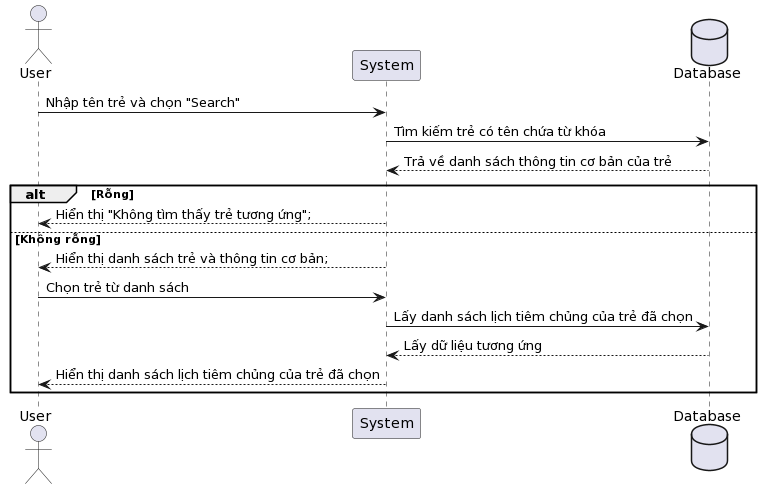 User
System
Database
Nhập tên trẻ và chọn "Search"
Tìm kiếm trẻ có tên chứa từ khóa
Trả về danh sách thông tin cơ bản của trẻ
alt [Rỗng]
Hiển thị "Không tìm thấy trẻ tương ứng";
[Không rỗng]
Hiển thị danh sách trẻ và thông tin cơ bản;
Chọn trẻ từ danh sách
Lấy danh sách lịch tiêm chủng của trẻ đã chọn
Lấy dữ liệu tương ứng
Hiển thị danh sách lịch tiêm chủng của trẻ đã chọn
User
System
Database